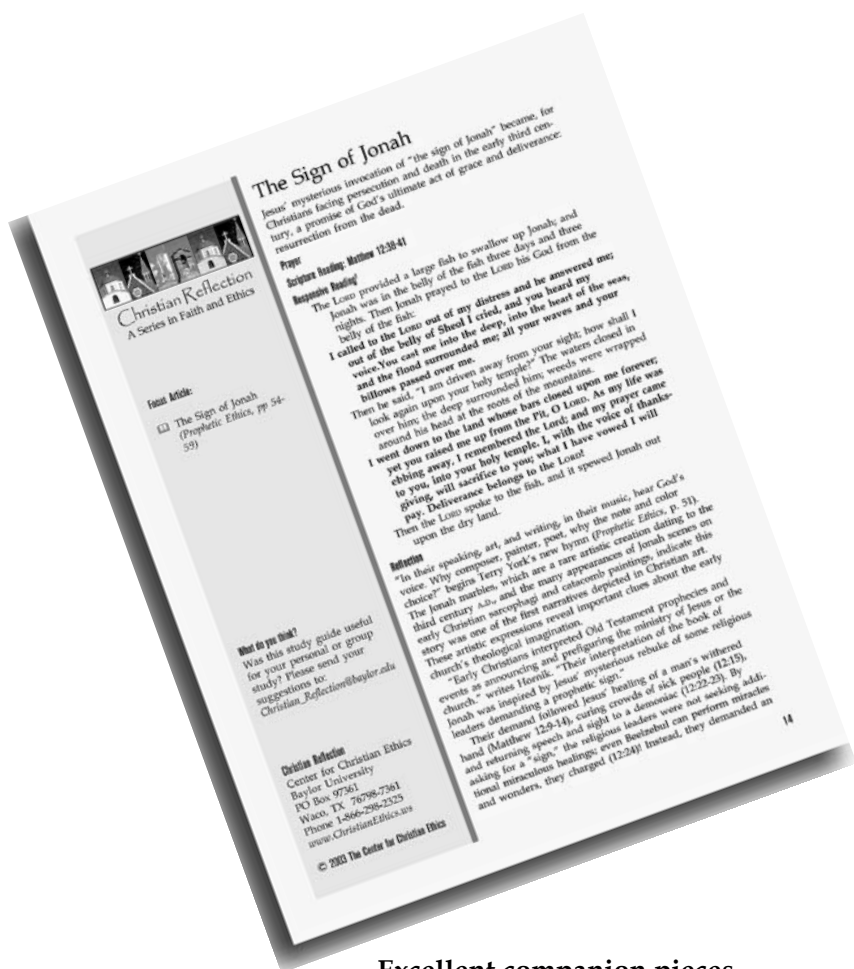 The Sign of Jonah
Jesus' mysterious invocation of "the sign of Jonah" became, for
Christians facing persecution and death in the early third cen-
tury, a promise of God's ultimate act of grace and deliverance:
resurrection from the dead.
Prayer
Scripture Reading: Matthew 12:38-41
Responsive Reading†
The LORD provided a large fish to swallow up Jonah; and
Jonah was in the belly of the fish three days and three
nights. Then Jonah prayed to the LORD his God from the
belly of the fish:
I called to the LORD out of my distress and he answered me;
out of the belly of Sheol I cried, and you heard my
voice.You cast me into the deep, into the heart of the seas,
and the flood surrounded me; all your waves and your
billows passed over me.
Then he said, "I am driven away from your sight; how shall I
look again upon your holy temple?" The waters closed in
over him; the deep surrounded him; weeds were wrapped
around his head at the roots of the mountains.
I went down to the land whose bars closed upon me forever;
yet you raised me up from the Pit, O LORD. As my life was
ebbing away, I remembered the Lord; and my prayer came
to you, into your holy temple. I, with the voice of thanks-
giving, will sacrifice to you; what I have vowed I will
pay. Deliverance belongs to the LORD!
Then the LORD spoke to the fish, and it spewed Jonah out
upon the dry land.
Reflection
"In their speaking, art, and writing, in their music, hear God's
voice. Why composer, painter, poet, why the note and color
choice?" begins Terry York's new hymn (Prophetic Ethics, p. 51).
The Jonah marbles, which are a rare artistic creation dating to the
third century A.D., and the many appearances of Jonah scenes on
early Christian sarcophagi and catacomb paintings, indicate this
story was one of the first narratives depicted in Christian art.
These artistic expressions reveal important clues about the early
church's theological imagination.
"Early Christians interpreted Old Testament prophecies and
events as announcing and prefiguring the ministry of Jesus or the
church," writes Hornik. "Their interpretation of the book of
Jonah was inspired by Jesus' mysterious rebuke of some religious
leaders demanding a prophetic sign."
Their demand followed Jesus' healing of a man's withered
hand (Matthew 12:9-14), curing crowds of sick people (12:15),
and returning speech and sight to a demoniac (12:22-23). By
asking for a "sign," the religious leaders were not seeking addi-
tional miraculous healings; even Beelzebul can perform miracles
and wonders, they charged (12:24)! Instead, they demanded an
14
Christian Reflection
A Series in Faith and Ethics
Focus Article:
The Sign of Jonah
(Prophetic Ethics, pp 54-
59)
What do you think?
Was this study guide useful
for your personal or group
study? Please send your
suggestions to:
Christian_Reflection@baylor.edu
Christian Reflection
Center for Christian Ethics
Baylor University
PO Box 97361
Waco, TX 76798-7361
Phone 1-866-298-2325
www.ChristianEthics.ws
© 2003 The Center for Christian Ethics
Excellent companion pieces